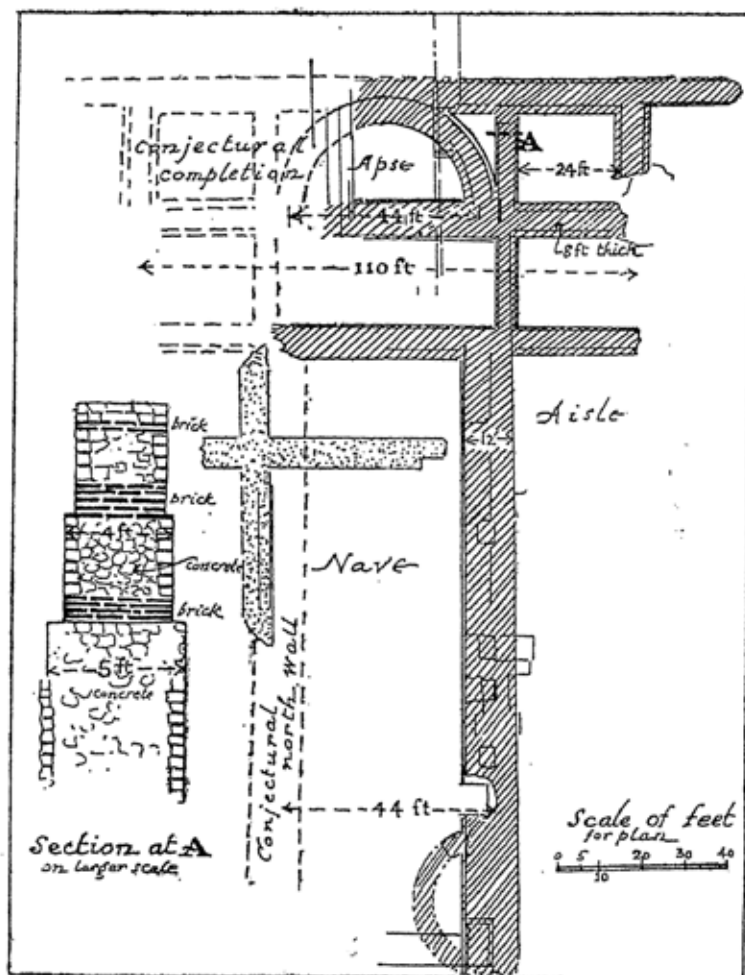 Conjectural
completion
Apse
A
24 ft
44 ft
8 ft thick
110 ft
Aisle
12
brick
brick
4 ft
concrete
brick
5 ft
concrete
Nave
Conjectural
north wall
44 ft
Section at A
on larger scale
Scale of feet
for plan
0 5 10 20 30 40